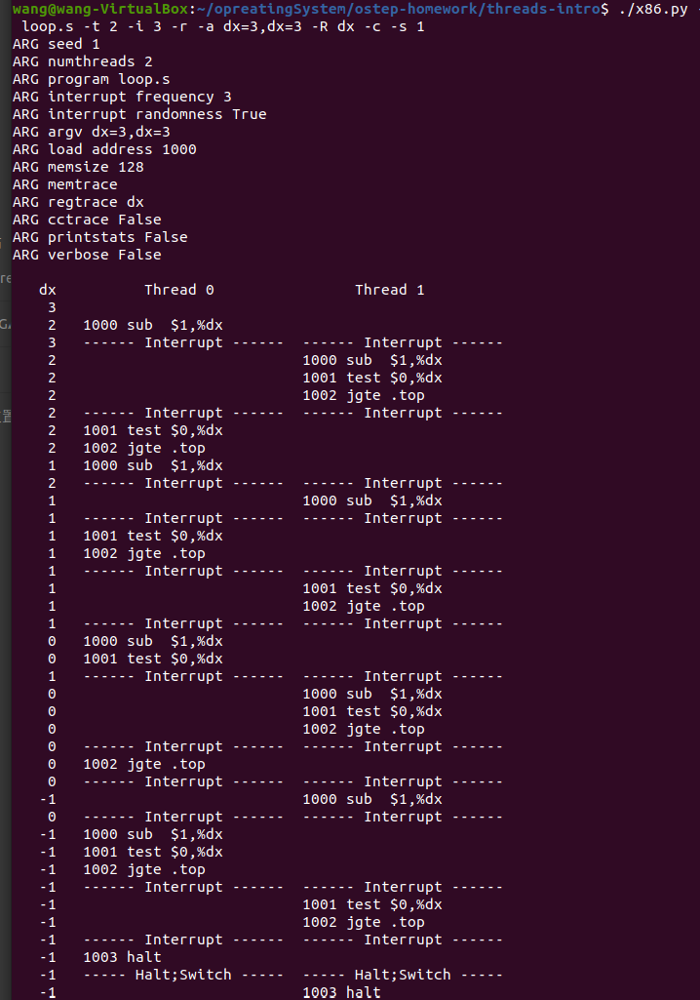 wang@wang-VirtualBox:~/opreatingSystem/ostep-homework/threads-intro$ ./x86.py -
 loop.s -t 2 -i 3 -r -a dx=3,dx=3 -R dx -c -s 1
ARG seed 1
ARG numthreads 2
ARG program loop.s
ARG interrupt frequency 3
ARG interrupt randomness True
ARG argv dx=3,dx=3
ARG load address 1000
ARG memsize 128
ARG memtrace
ARG regtrace dx
ARG cctrace False
ARG printstats False
ARG verbose False
   dx          Thread 0                Thread 1
    3
    2   1000 sub  $1,%dx
    3   ------ Interrupt ------  ------ Interrupt ------
    2                            1000 sub  $1,%dx
    2                            1001 test $0,%dx
    2                            1002 jgte .top
    2   ------ Interrupt ------  ------ Interrupt ------
    2   1001 test $0,%dx
    2   1002 jgte .top
    1   1000 sub  $1,%dx
    2   ------ Interrupt ------  ------ Interrupt ------
    1                            1000 sub  $1,%dx
    1   ------ Interrupt ------  ------ Interrupt ------
    1   1001 test $0,%dx
    1   1002 jgte .top
    1   ------ Interrupt ------  ------ Interrupt ------
    1                            1001 test $0,%dx
    1                            1002 jgte .top
    1   ------ Interrupt ------  ------ Interrupt ------
    0   1000 sub  $1,%dx
    0   1001 test $0,%dx
    1   ------ Interrupt ------  ------ Interrupt ------
    0                            1000 sub  $1,%dx
    0                            1001 test $0,%dx
    0                            1002 jgte .top
    0   ------ Interrupt ------  ------ Interrupt ------
    0   1002 jgte .top
    0   ------ Interrupt ------  ------ Interrupt ------
   -1                            1000 sub  $1,%dx
    0   ------ Interrupt ------  ------ Interrupt ------
   -1   1000 sub  $1,%dx
   -1   1001 test $0,%dx
   -1   1002 jgte .top
   -1   ------ Interrupt ------  ------ Interrupt ------
   -1                            1001 test $0,%dx
   -1                            1002 jgte .top
   -1   ------ Interrupt ------  ------ Interrupt ------
   -1   1003 halt
   -1   ----- Halt;Switch -----  ----- Halt;Switch -----
   -1                            1003 halt